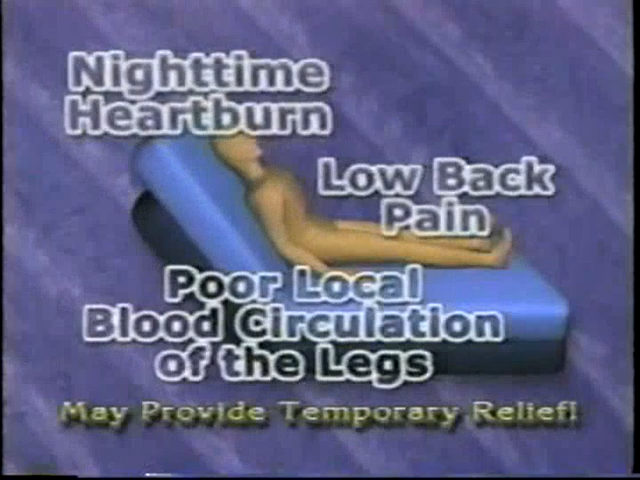 Nighttime
Heartburn
Low Back
Pain
Poor Local
Blood Circulation
of the Legs
May Provide Temporary Relief!